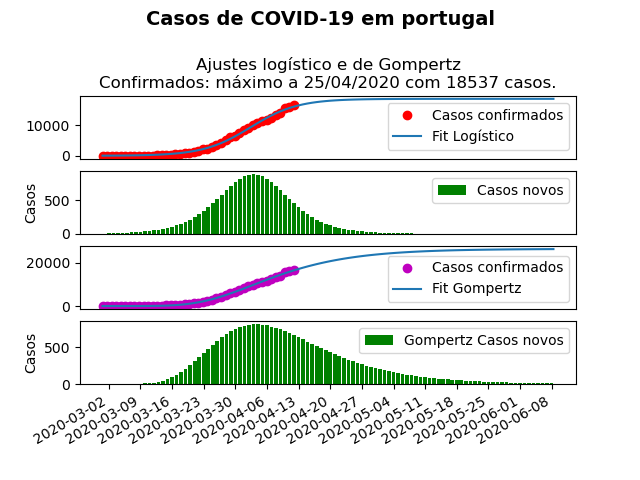 Casos de COVID-19 em portugal
Ajustes logístico e de Gompertz
Confirmados: máximo a 25/04/2020 com 18537 casos.
10000
0
Casos confirmados
Fit Logístico
Casos
500
0
Casos novos
20000
0
Casos confirmados
Fit Gompertz
Casos
500
0
Gompertz Casos novos
2020-03-02
2020-03-09
2020-03-16
2020-03-23
2020-03-30
2020-04-06
2020-04-13
2020-04-20
2020-04-27
2020-05-04
2020-05-11
2020-05-18
2020-05-25
2020-06-01
2020-06-08